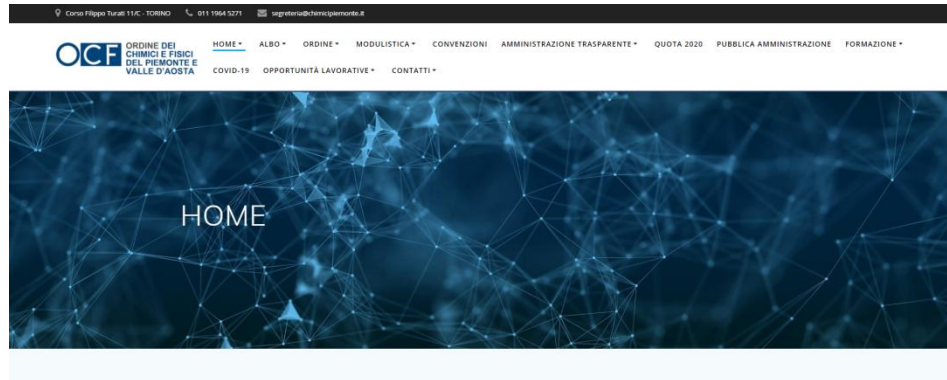 Corso Filippo Turati 11/C - TORINO 011 1964 5271 segreteria@chimicipiemonte.it
OCF
ORDINE DEI
CHIMICI E FISICI
DEL PIEMONTE E
VALLE D'AOSTA
HOME ALBO ORDINE MODULISTICA CONVENZIONI AMMINISTRAZIONE TRASPARENTE QUOTA 2020 PUBBLICA AMMINISTRAZIONE FORMAZIONE
COVID-19 OPPORTUNITÀ LAVORATIVE CONTATTI
HOME